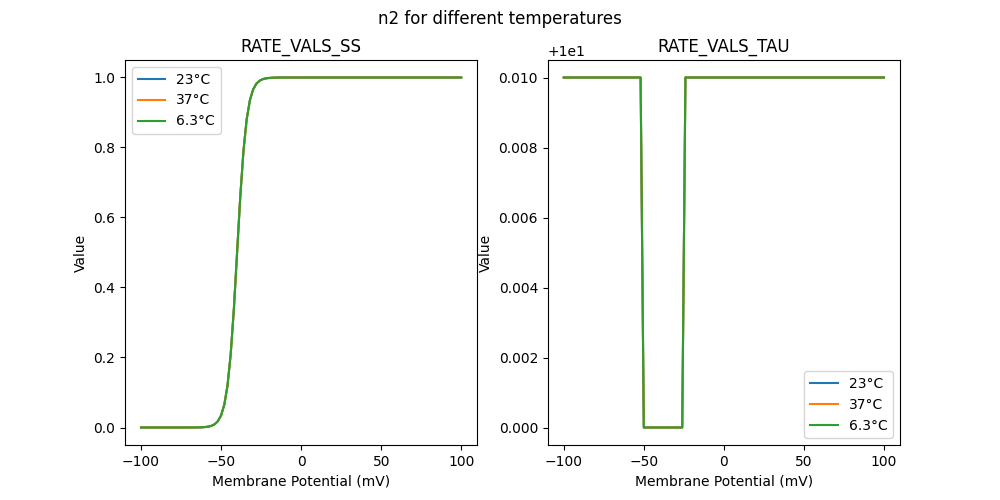 n2 for different temperatures
RATE_VALS_SS
1.0
0.8
0.6
0.4
0.2
0.0
Value
−100
−50
0
50
100
Membrane Potential (mV)
23°C
37°C
6.3°C
RATE_VALS_TAU
+1e1
0.010
0.008
0.006
0.004
0.002
0.000
Value
−100
−50
0
50
100
Membrane Potential (mV)
23°C
37°C
6.3°C